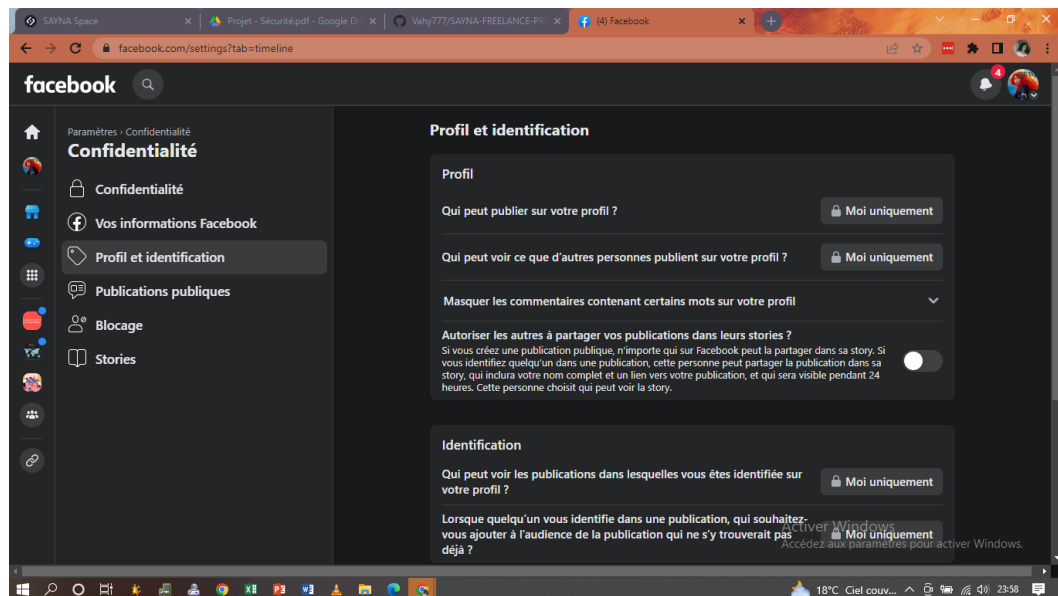 SAYNA Space
Projet - Sécurité.pdf - Google Dr
Vahy777/SAYNA-FREELANCE-PR
(4) Facebook
facebook.com/settings?tab=timeline
facebook
4
Paramètres › Confidentialité
Confidentialité
Confidentialité
Vos informations Facebook
Profil et identification
Publications publiques
Blocage
Stories
Profil et identification
Profil
Qui peut publier sur votre profil ?
Moi uniquement
Qui peut voir ce que d'autres personnes publient sur votre profil ?
Moi uniquement
Masquer les commentaires contenant certains mots sur votre profil
Autoriser les autres à partager vos publications dans leurs stories ?
Si vous créez une publication publique, n'importe qui sur Facebook peut la partager dans sa story. Si
vous identifiez quelqu'un dans une publication, cette personne peut partager la publication dans sa
story, qui inclura votre nom complet et un lien vers votre publication, et qui sera visible pendant 24
heures. Cette personne choisit qui peut voir la story.
Identification
Qui peut voir les publications dans lesquelles vous êtes identifiée sur
votre profil ?
Moi uniquement
Lorsque quelqu'un vous identifie dans une publication, qui souhaitez-
vous ajouter à l'audience de la publication qui ne s'y trouverait pas
déjà ?
Moi uniquement
Activer Windows
Accédez aux paramètres pour activer Windows.
18°C Ciel couv...
23:58